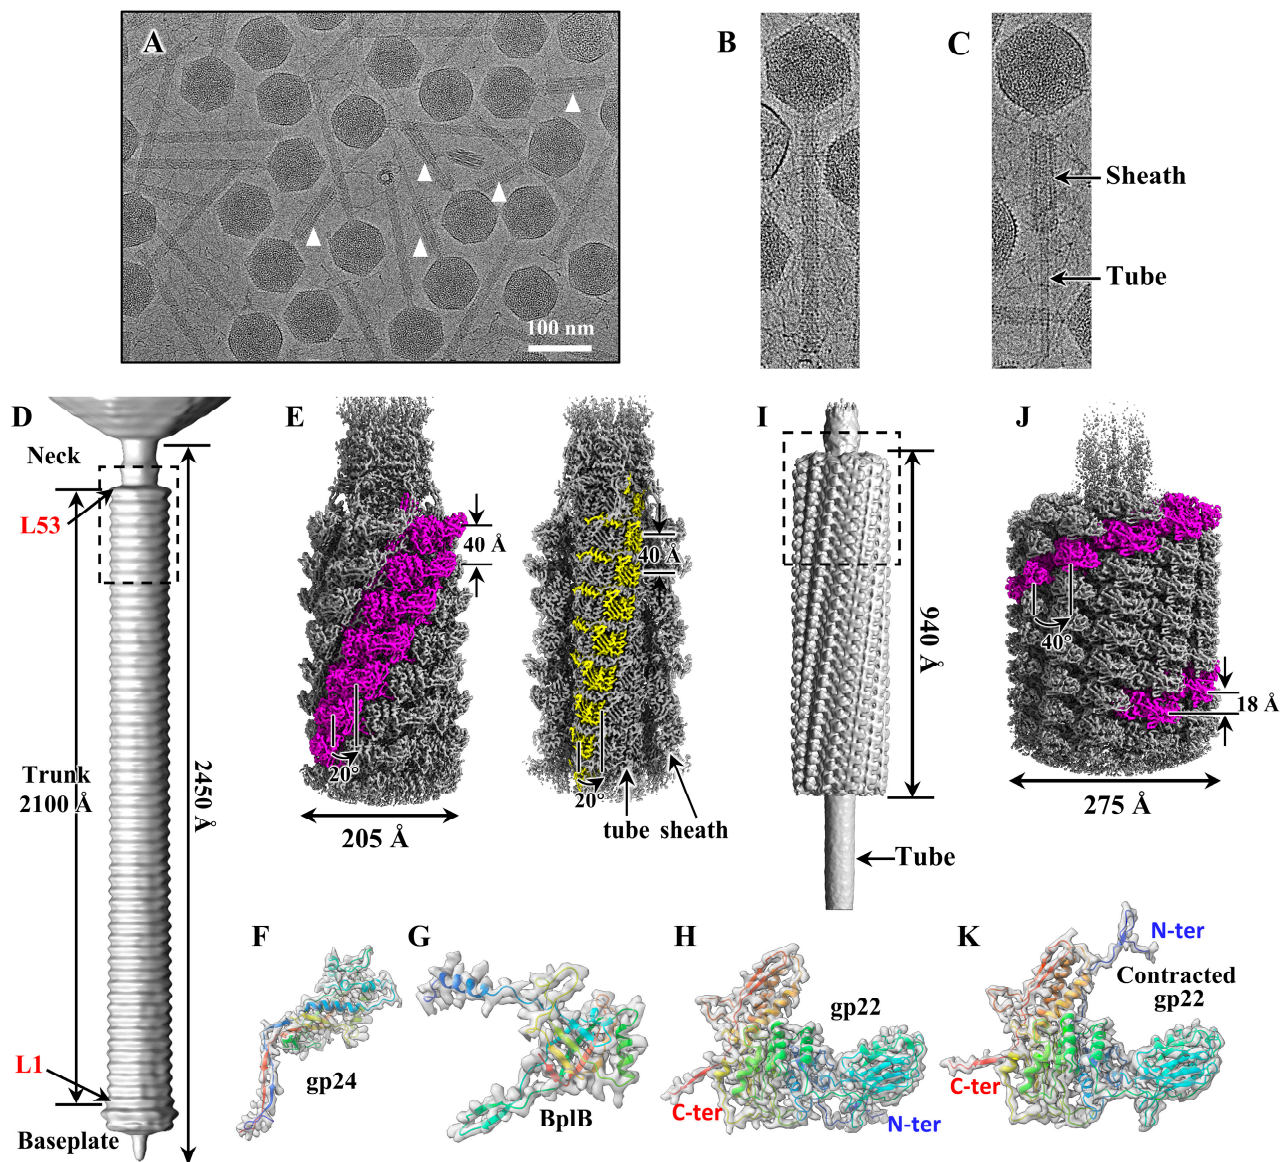 A
100 nm
B
C
Sheath
Tube
D
Neck
L53
Trunk
2100 Å
2450 Å
L1
Baseplate
E
40 Å
20°
205 Å
40 Å
20°
tube sheath
I
940 Å
Tube
J
40°
18 Å
275 Å
F
gp24
G
BplB
H
gp22
C-ter
N-ter
K
N-ter
Contracted
gp22
C-ter